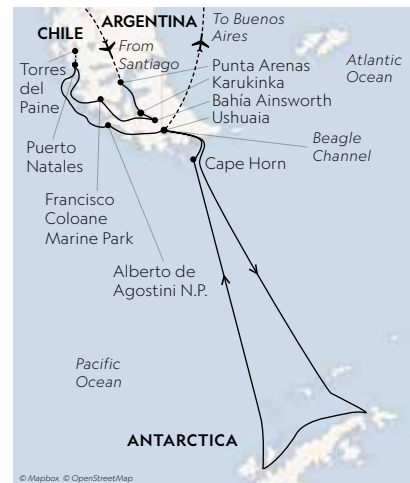 ARGENTINA
To Buenos
Aires
CHILE
From
Santiago
Atlantic
Ocean
Torres
del
Paine
Punta Arenas
Karukinka
Bahía Ainsworth
Ushuaia
Puerto
Natales
Beagle
Channel
Cape Horn
Francisco
Coloane
Marine Park
Alberto de
Agostini N.P.
Pacific
Ocean
ANTARCTICA
© Mapbox © OpenStreetMap